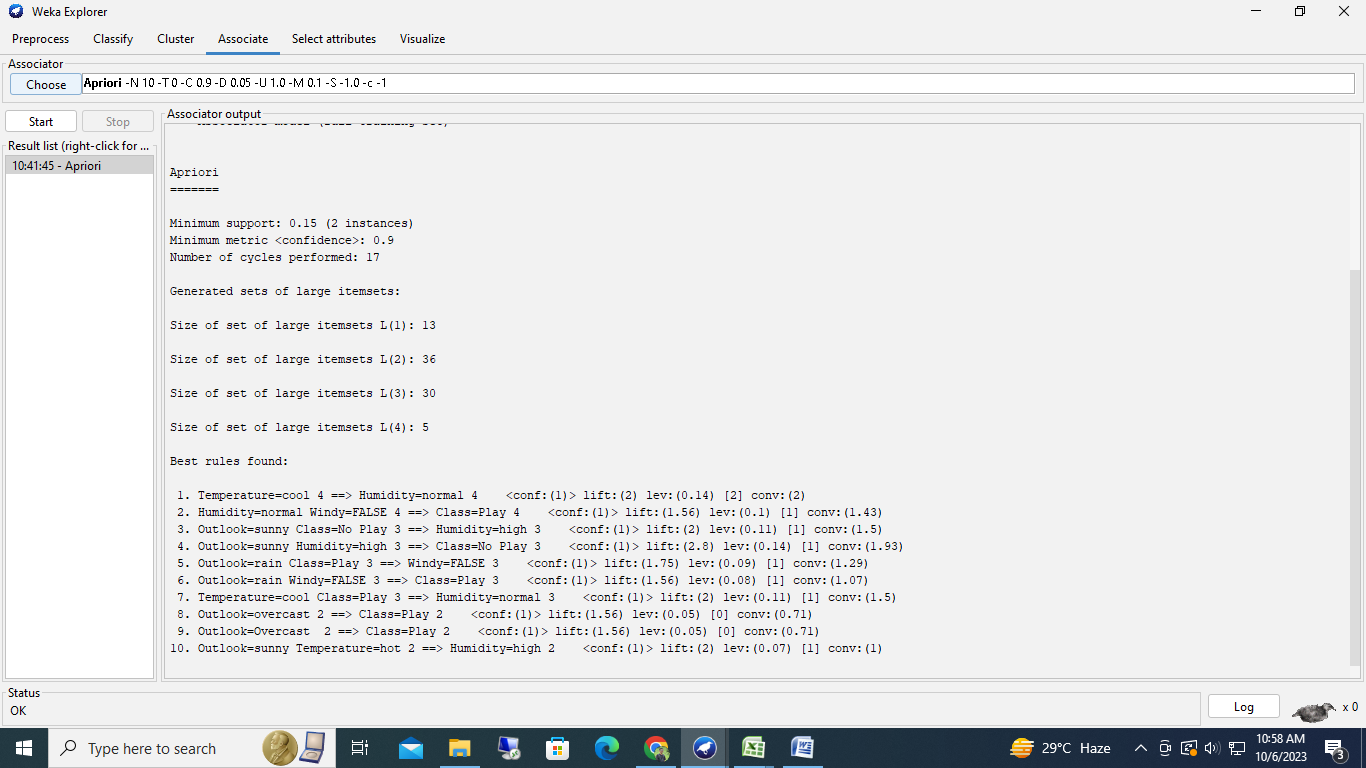 Weka Explorer
Preprocess Classify Cluster Associate Select attributes Visualize
Associator
Choose Apriori -N 10 -T 0 -C 0.9 -D 0.05 -U 1.0 -M 0.1 -S -1.0 -c -1
Start Stop
Result list (right-click for ...
10:41:45 - Apriori
Associator output
Apriori
=======
Minimum support: 0.15 (2 instances)
Minimum metric <confidence>: 0.9
Number of cycles performed: 17
Generated sets of large itemsets:
Size of set of large itemsets L(1): 13
Size of set of large itemsets L(2): 36
Size of set of large itemsets L(3): 30
Size of set of large itemsets L(4): 5
Best rules found:
1. Temperature=cool 4 ==> Humidity=normal 4 <conf:(1)> lift:(2) lev:(0.14) [2] conv:(2)
2. Humidity=normal Windy=FALSE 4 ==> Class=Play 4 <conf:(1)> lift:(1.56) lev:(0.1) [1] conv:(1.43)
3. Outlook=sunny Class=No Play 3 ==> Humidity=high 3 <conf:(1)> lift:(2) lev:(0.11) [1] conv:(1.5)
4. Outlook=sunny Humidity=high 3 ==> Class=No Play 3 <conf:(1)> lift:(2.8) lev:(0.14) [1] conv:(1.93)
5. Outlook=rain Class=Play 3 ==> Windy=FALSE 3 <conf:(1)> lift:(1.75) lev:(0.09) [1] conv:(1.29)
6. Outlook=rain Windy=FALSE 3 ==> Class=Play 3 <conf:(1)> lift:(1.56) lev:(0.08) [1] conv:(1.07)
7. Temperature=cool Class=Play 3 ==> Humidity=normal 3 <conf:(1)> lift:(2) lev:(0.11) [1] conv:(1.5)
8. Outlook=overcast 2 ==> Class=Play 2 <conf:(1)> lift:(1.56) lev:(0.05) [0] conv:(0.71)
9. Outlook=Overcast  2 ==> Class=Play 2 <conf:(1)> lift:(1.56) lev:(0.05) [0] conv:(0.71)
10. Outlook=sunny Temperature=hot 2 ==> Humidity=high 2 <conf:(1)> lift:(2) lev:(0.07) [1] conv:(1)
Status
OK
Log
x 0
Type here to search
29°C Haze
10:58 AM
10/6/2023
3